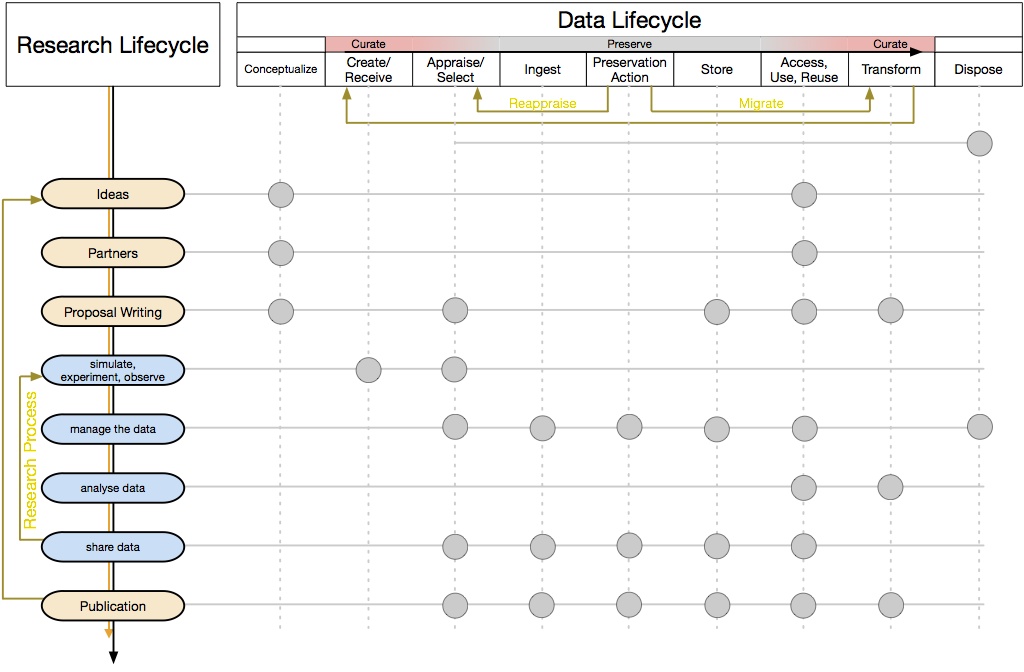 Research Lifecycle
Data Lifecycle
Curate
Preserve
Curate
Conceptualize
Create/
Receive
Appraise/
Select
Ingest
Preservation
Action
Store
Access,
Use, Reuse
Transform
Dispose
Reappraise
Migrate
Ideas
Partners
Proposal Writing
simulate,
experiment, observe
manage the data
analyse data
share data
Publication
Research Process